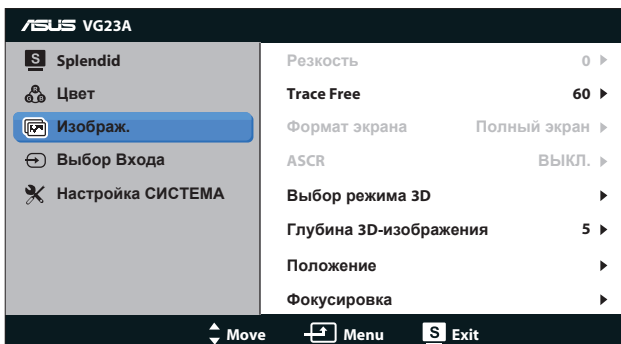 ASUS VG23A
S Splendid
Цвет
Изображ.
Выбор Входа
Настройка СИСТЕМА
Резкость 0
Trace Free 60
Формат экрана Полный экран
ASCR ВЫКЛ.
Выбор режима 3D
Глубина 3D-изображения 5
Положение
Фокусировка
Move Menu S Exit